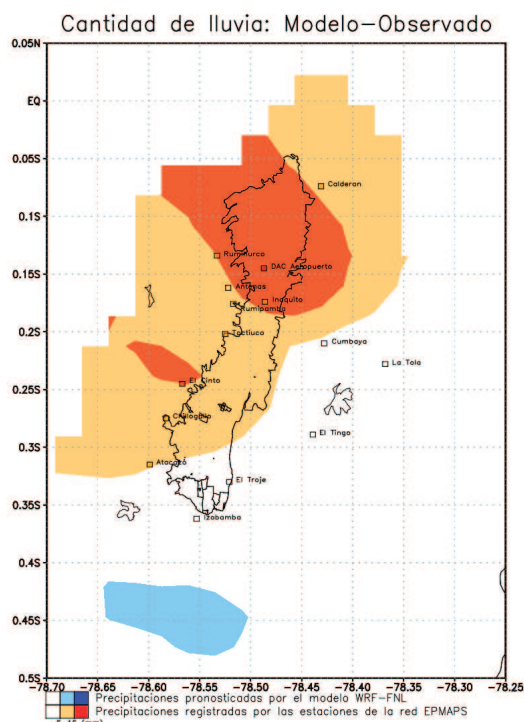 Cantidad de lluvia: Modelo-Observado
0.05N
EQ
0.05S
Calderon
0.1S
Rumihurco
DAC Aeropuerto
0.15S
Antenas
Inaquito
Rumipamba
0.2S
Toctiuco
Cumbaya
La Tola
0.25S
El Cinto
Chillogallo
El Tingo
0.3S
Atacazo
El Troje
0.35S
Izobamba
0.4S
0.45S
0.5S
-78.70 -78.65 -78.60 -78.55 -78.50 -78.45 -78.40 -78.35 -78.30 -78.25
Precipitaciones pronosticadas por el modelo WRF-FNL
Precipitaciones registradas por las estaciones de la red EPMAPS